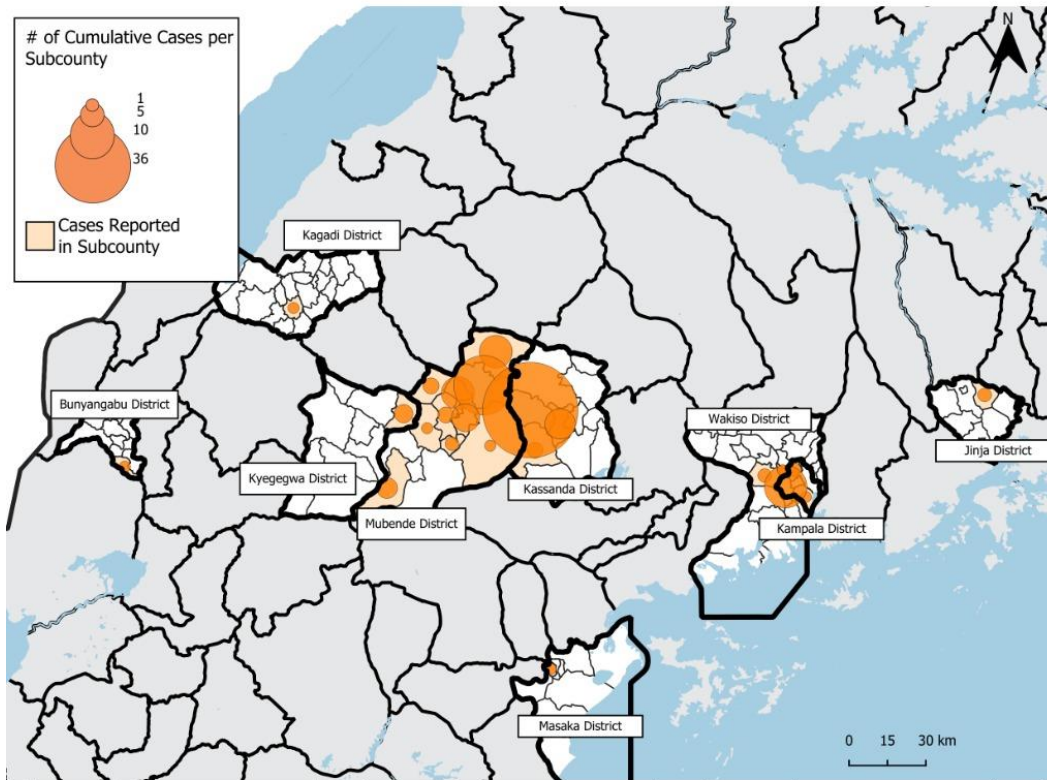 # of Cumulative Cases per
Subcounty
1
5
10
36
Cases Reported
in Subcounty
N
Kagadi District
Bunyangabu District
Wakiso District
Jinja District
Kyegegwa District
Kassanda District
Mubende District
Kampala District
Masaka District
0 15 30 km